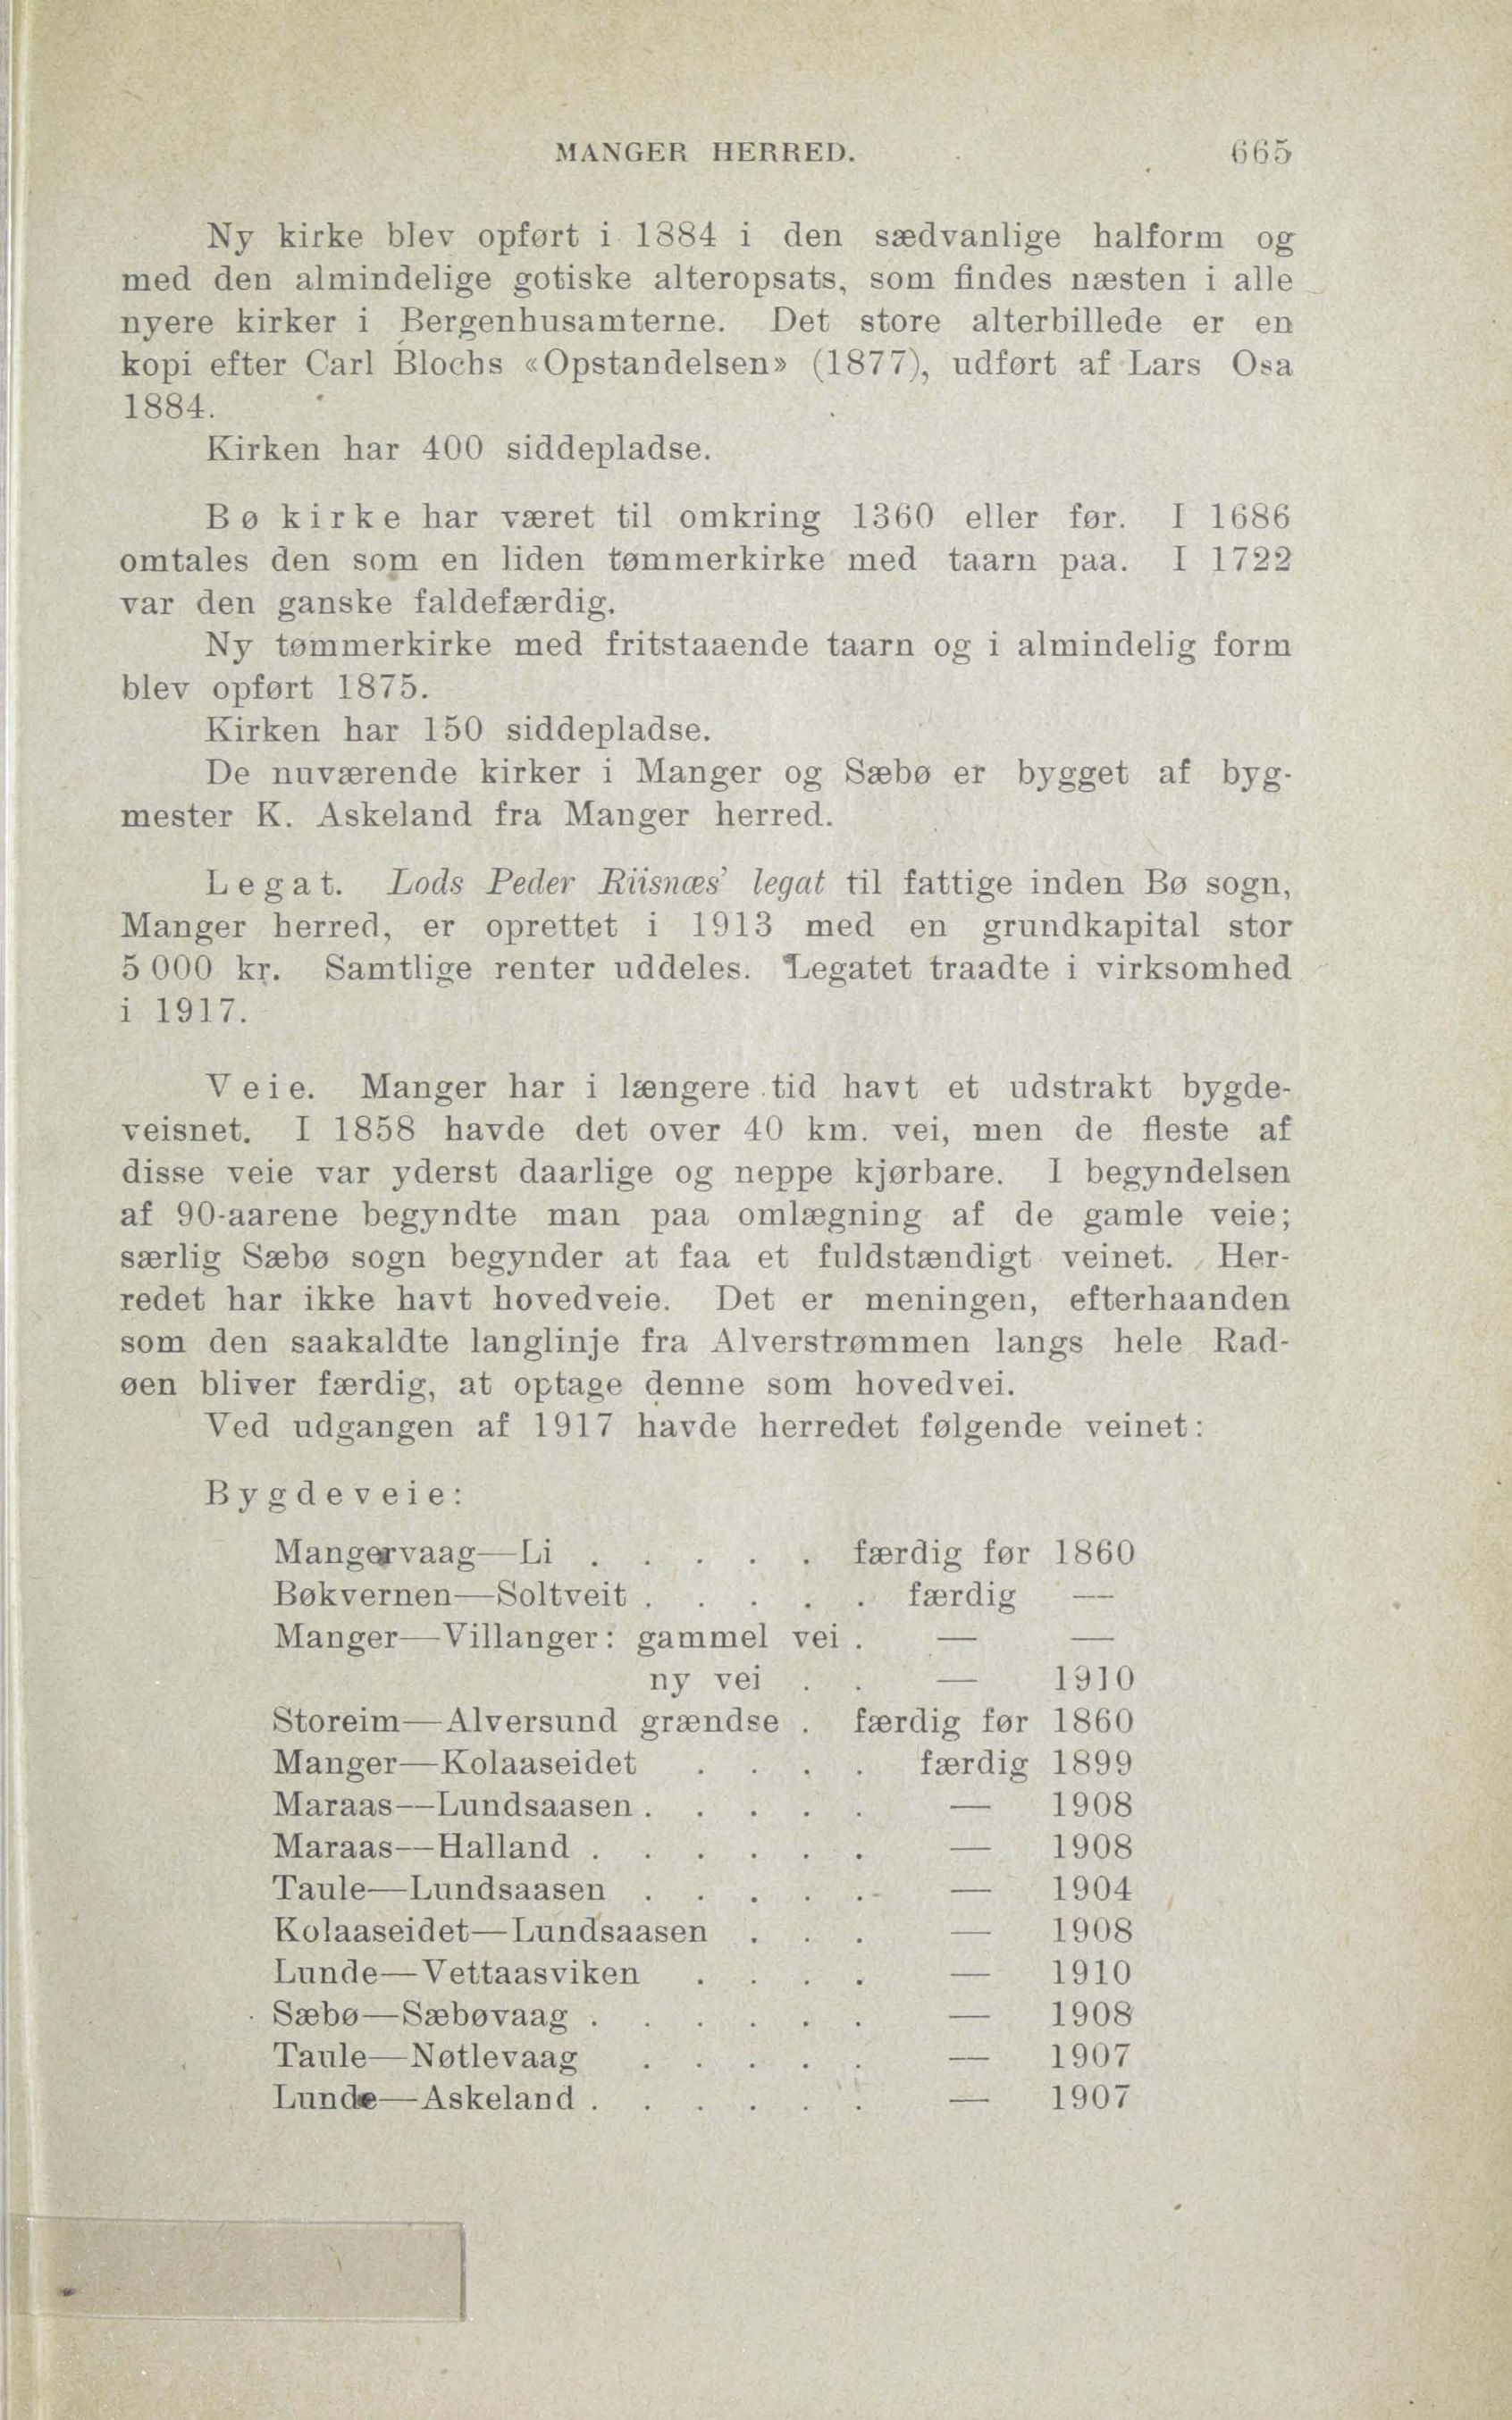 MANGER HERRED. 665
Ny kirke blev opført i 1884 i den sædvanlige halform og
med den almindelige gotiske alteropsats, som findes næsten i alle
nyere kirker i Bergenhusamterne. Det store alterbillede er en
kopi efter Carl Blochs «Opstandelsen» (1877), udført af Lars Osa
1884.
Kirken har 400 siddepladse.
Bø kirke har været til omkring 1360 eller før. I 1686
omtales den som en liden tømmerkirke med taarn paa. I 1722
var den ganske faldefærdig.
Ny tømmerkirke med fritstaaende taarn og i almindelig form
blev opført 1875.
Kirken har 150 siddepladse.
De nuværende kirker i Manger og Sæbø er bygget af byg-
mester K. Askeland fra Manger herred.
Legat. Lods Peder Riisnæs' legat til fattige inden Bø sogn,
Manger herred, er oprettet i 1913 med en grundkapital stor
5 000 kr. Samtlige renter uddeles. Legatet traadte i virksomhed
i 1917.
Veie. Manger har i længere tid havt et udstrakt bygde-
veisnet. I 1858 havde det over 40 km. vei, men de fleste af
disse veie var yderst daarlige og neppe kjørbare. I begyndelsen
af 90-aarene begyndte man paa omlægning af de gamle veie;
særlig Sæbø sogn begynder at faa et fuldstændigt veinet. Her-
redet har ikke havt hovedveie. Det er meningen, efterhaanden
som den saakaldte langlinje fra Alverstrømmen langs hele Rad-
øen bliver færdig, at optage denne som hovedvei.
Ved udgangen af 1917 havde herredet følgende veinet:
Bygdeveie:
Mangervaag—Li . . . . . færdig før 1860
Bøkvernen—Soltveit . . . . . færdig —
Manger—Villanger: gammel vei . — —
ny vei . . — 1910
Storeim—Alversund grændse . færdig før 1860
Manger—Kolaaseidet . . . . færdig 1899
Maraas—Lundsaasen . . . . . — 1908
Maraas—Halland . . . . . . — 1908
Taule—Lundsaasen . . . . . — 1904
Kolaaseidet—Lundsaasen . . . — 1908
Lunde—Vettaasviken . . . . — 1910
Sæbø—Sæbøvaag . . . . . . — 1908
Taule—Nøtlevaag . . . . . — 1907
Lunde—Askeland . . . . . . — 1907